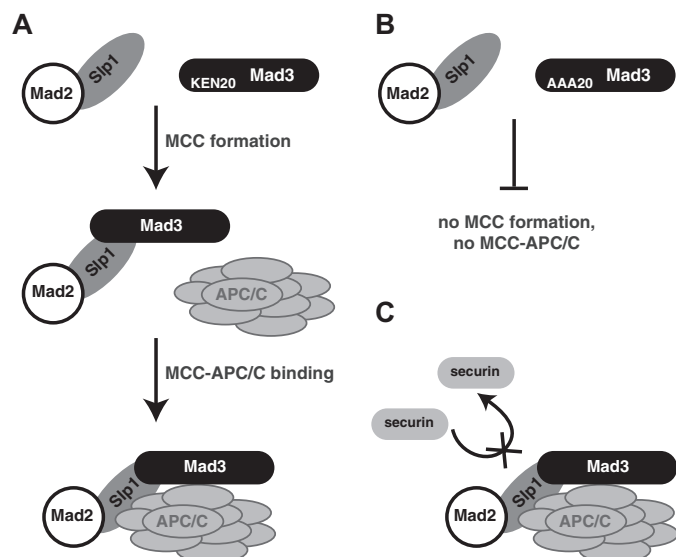 A
Slp1
Mad2
KEN20 Mad3
MCC formation
Mad3
Slp1
Mad2
APC/C
MCC-APC/C binding
Mad3
Slp1
Mad2
APC/C
B
Slp1
Mad2
AAA20 Mad3
no MCC formation,
no MCC-APC/C
C
securin
securin
Mad3
Slp1
Mad2
APC/C